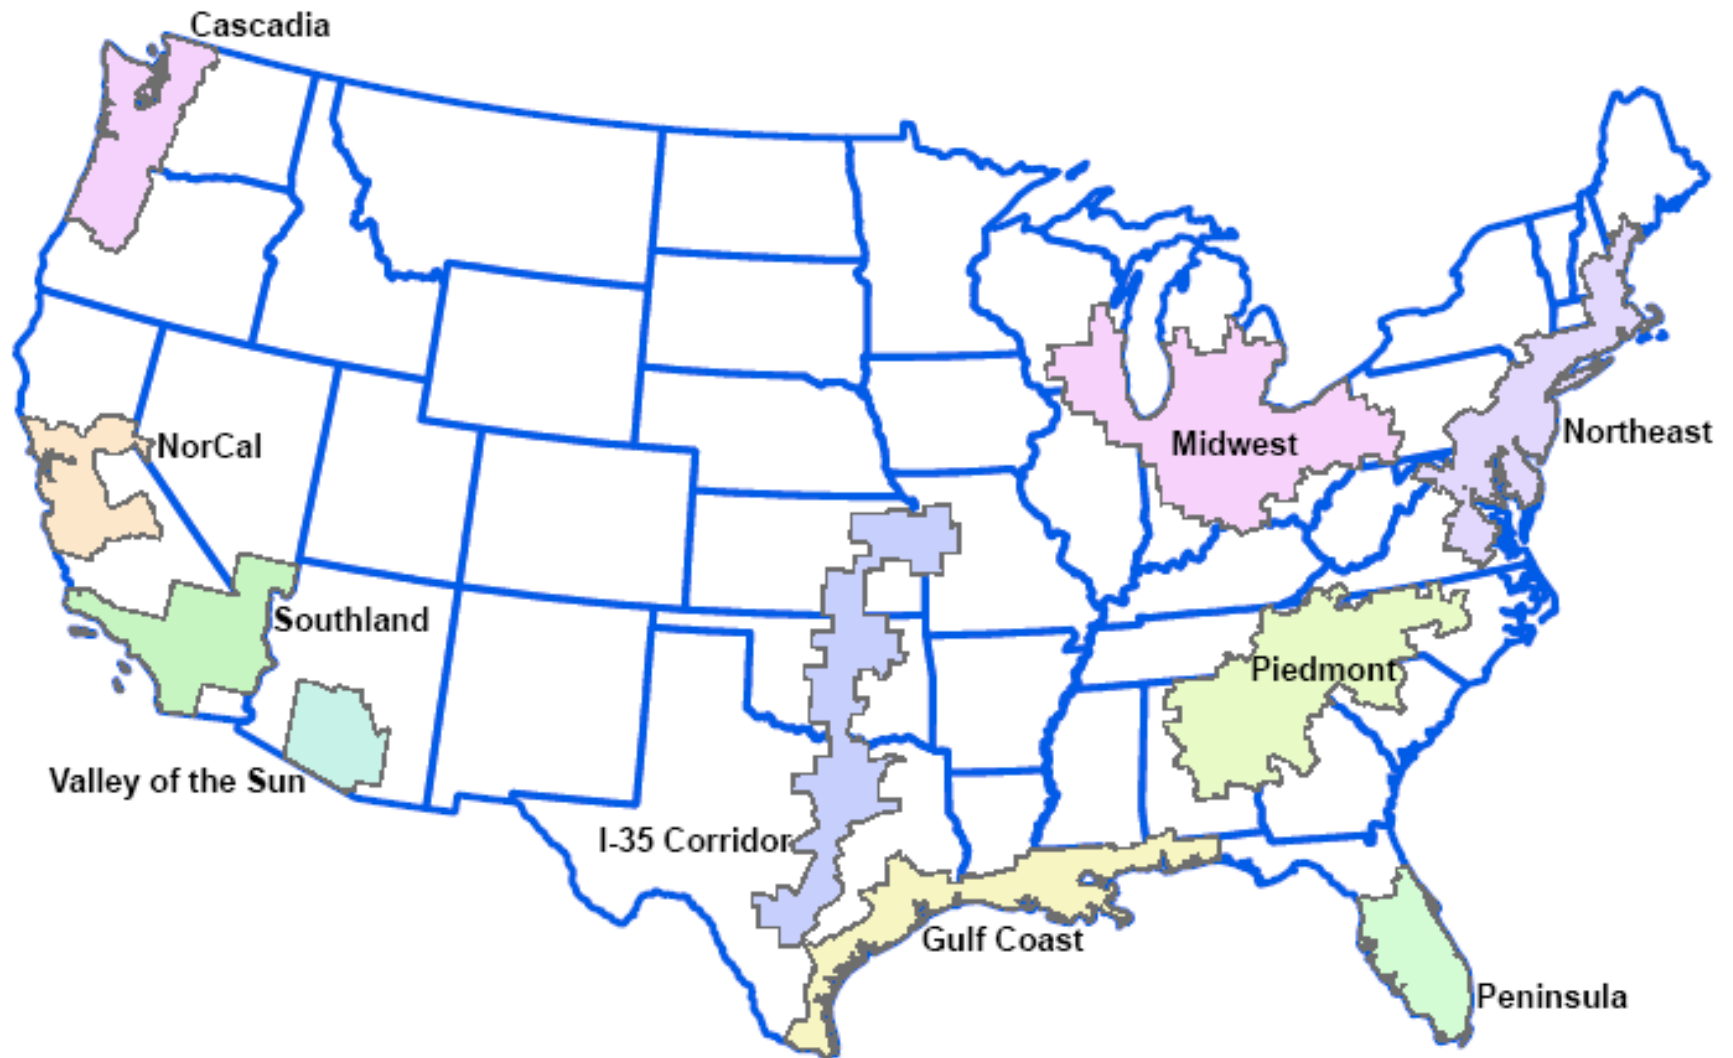 Cascadia
NorCal
Northeast
Midwest
Southland
Piedmont
Valley of the Sun
I-35 Corridor
Gulf Coast
Peninsula